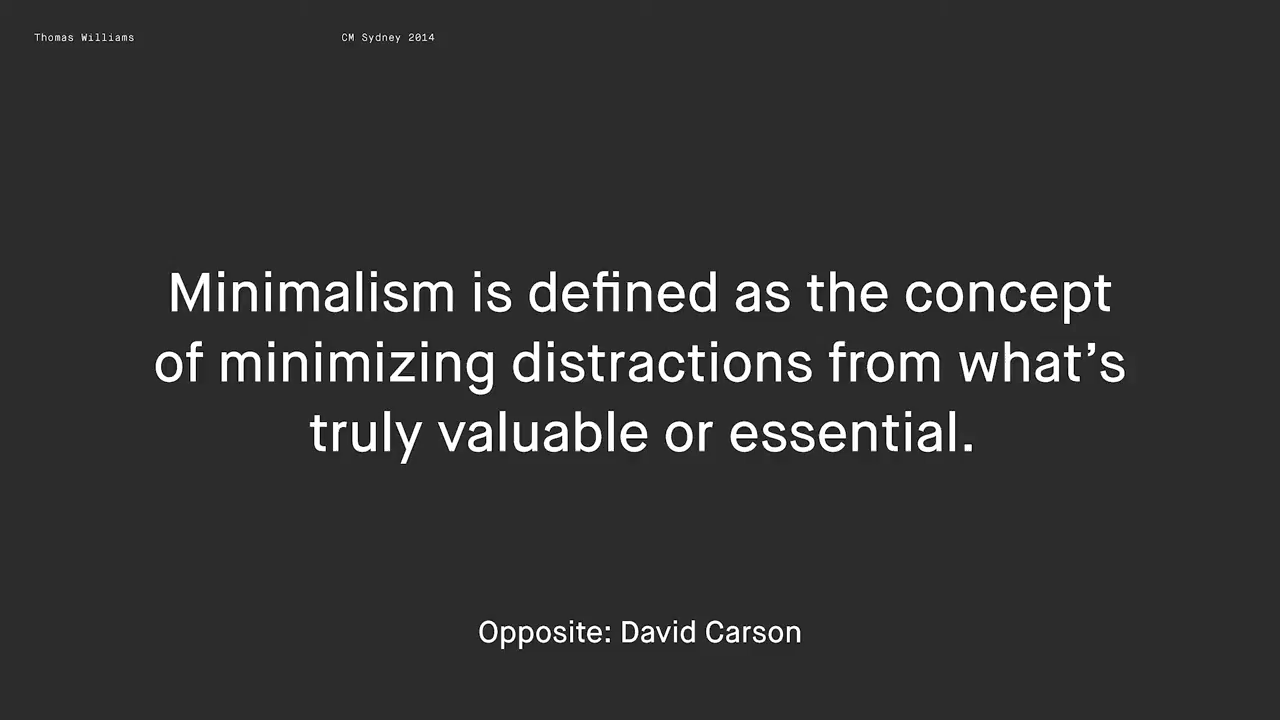 Thomas Williams
CM Sydney 2014
Minimalism is defined as the concept
of minimizing distractions from what’s
truly valuable or essential.
Opposite: David Carson